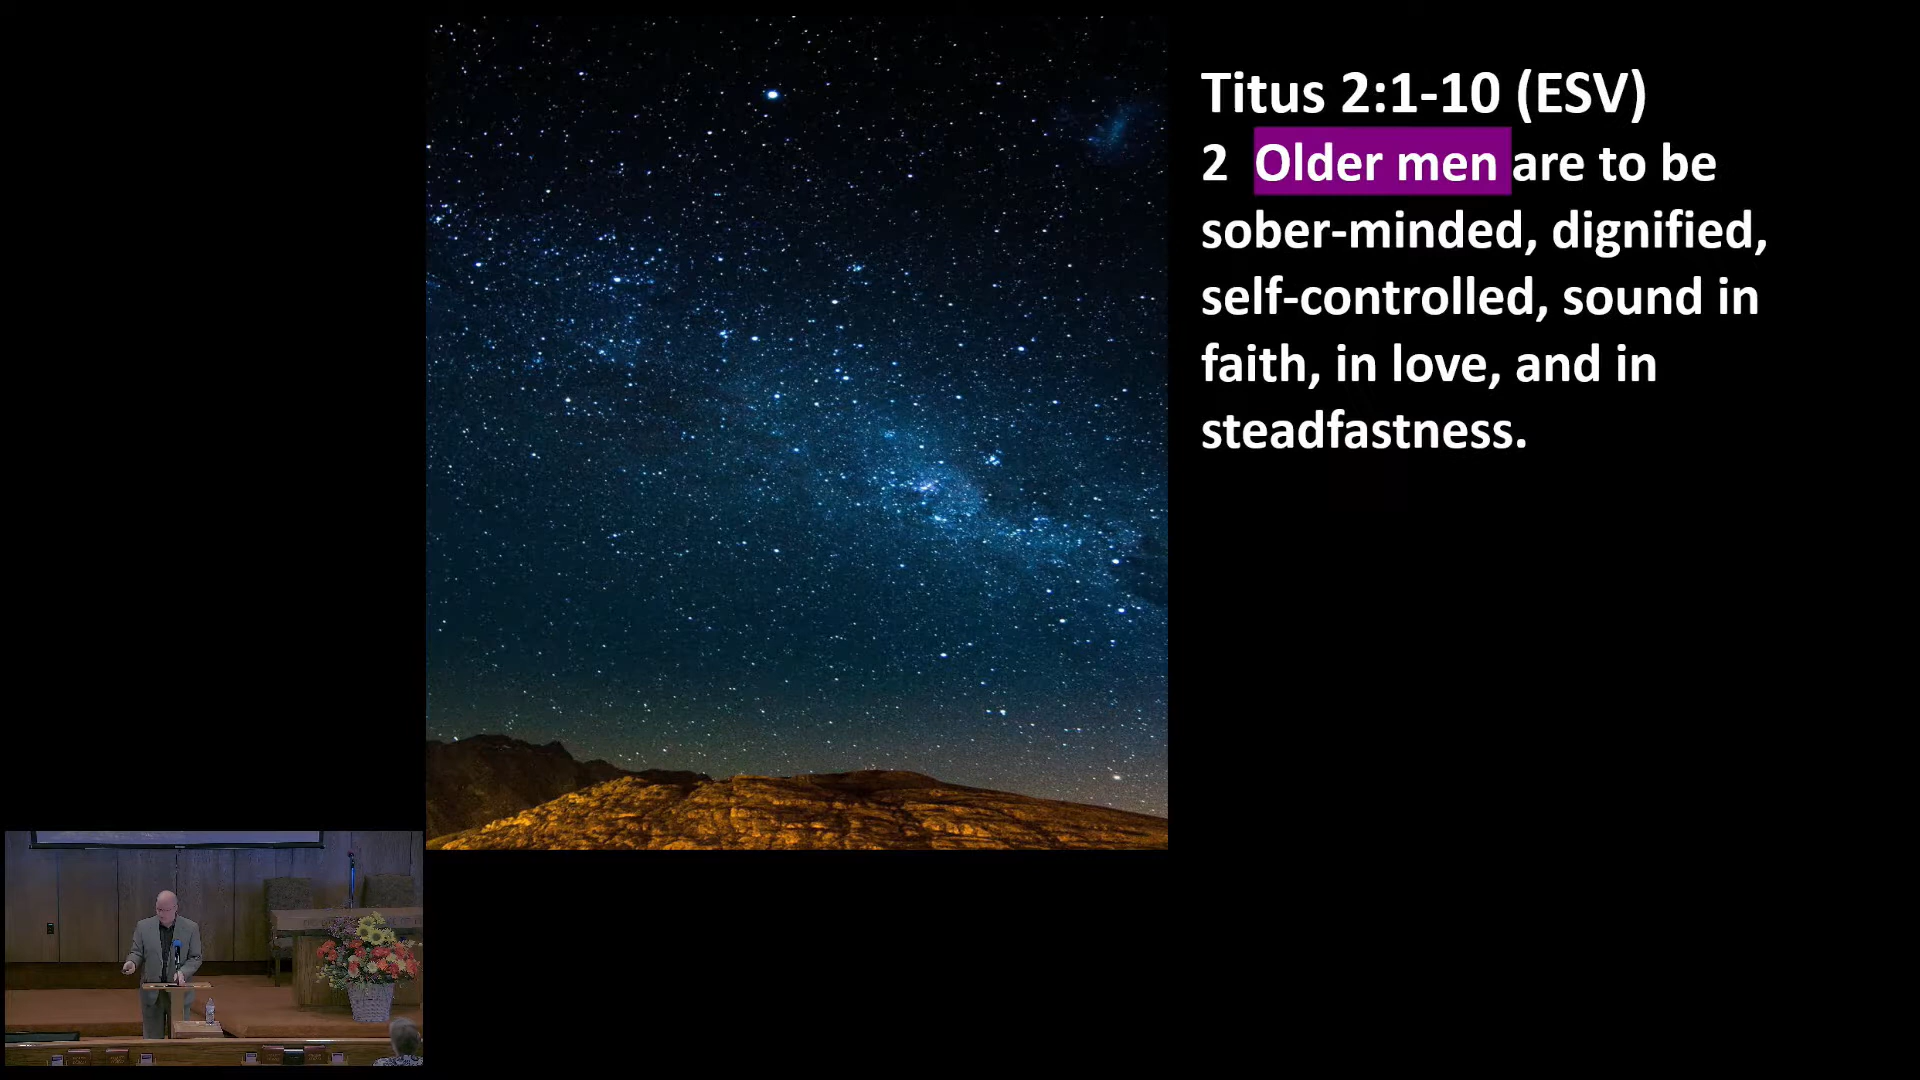 Titus 2:1-10 (ESV)
2 Older men are to be
sober-minded, dignified,
self-controlled, sound in
faith, in love, and in
steadfastness.